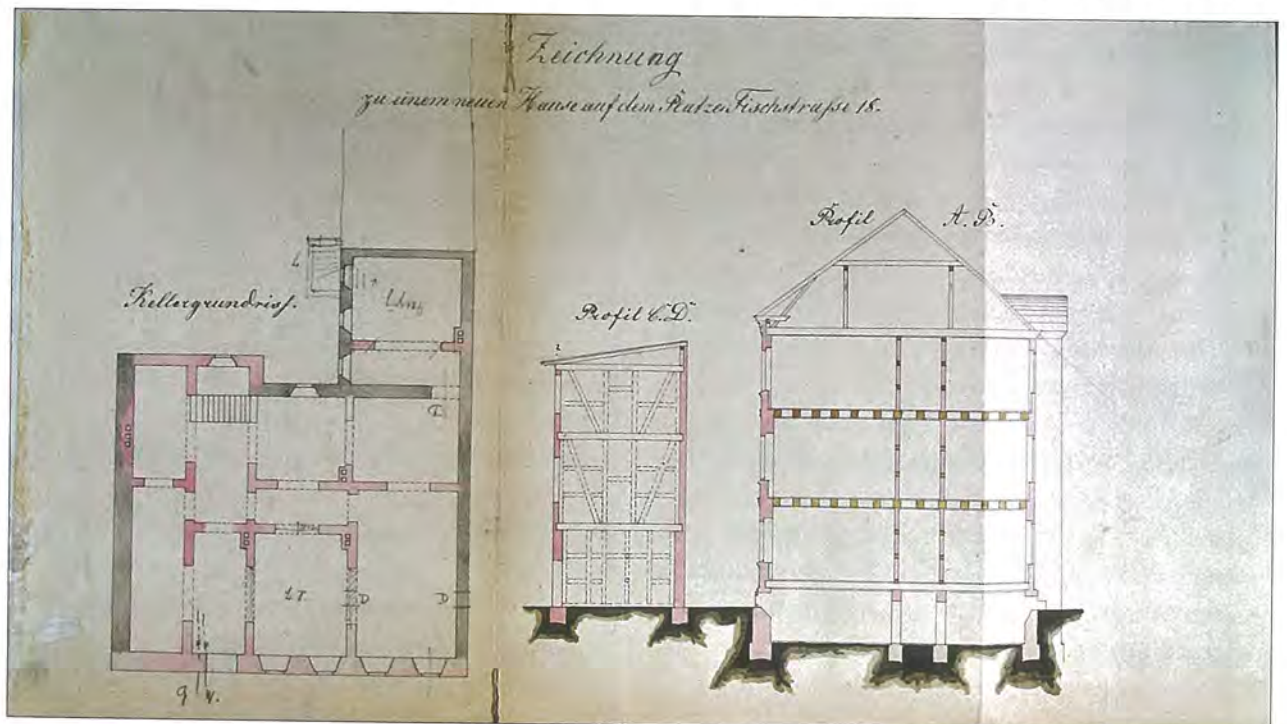 Zeichnung
zu einem neuen Hause auf dem Platze Fischstraße 18.
Profil A. B.
Kellergrundriss.
Profil C. D.
L
D
D
D